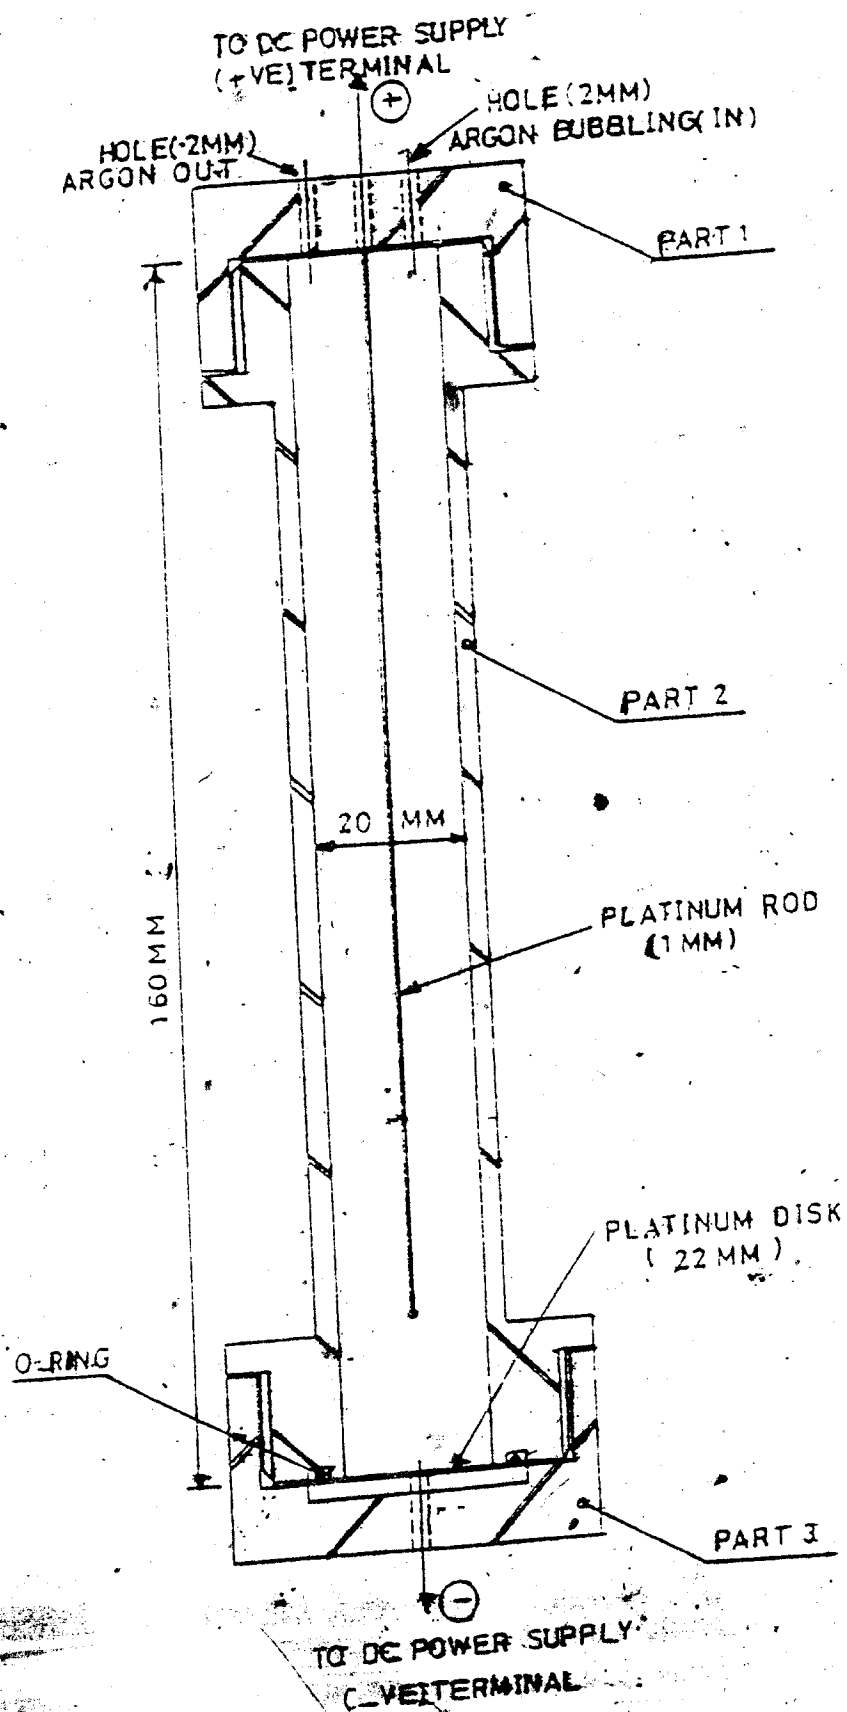 TO DC POWER SUPPLY
(+VE) TERMINAL
+
HOLE (2MM)
ARGON BUBBLING (IN)
HOLE (2MM)
ARGON OUT
PART 1
PART 2
20 MM
160 MM
PLATINUM ROD
(1 MM)
PLATINUM DISK
( 22 MM )
O-RING
PART 3
−
TO DC POWER SUPPLY
(_VE) TERMINAL